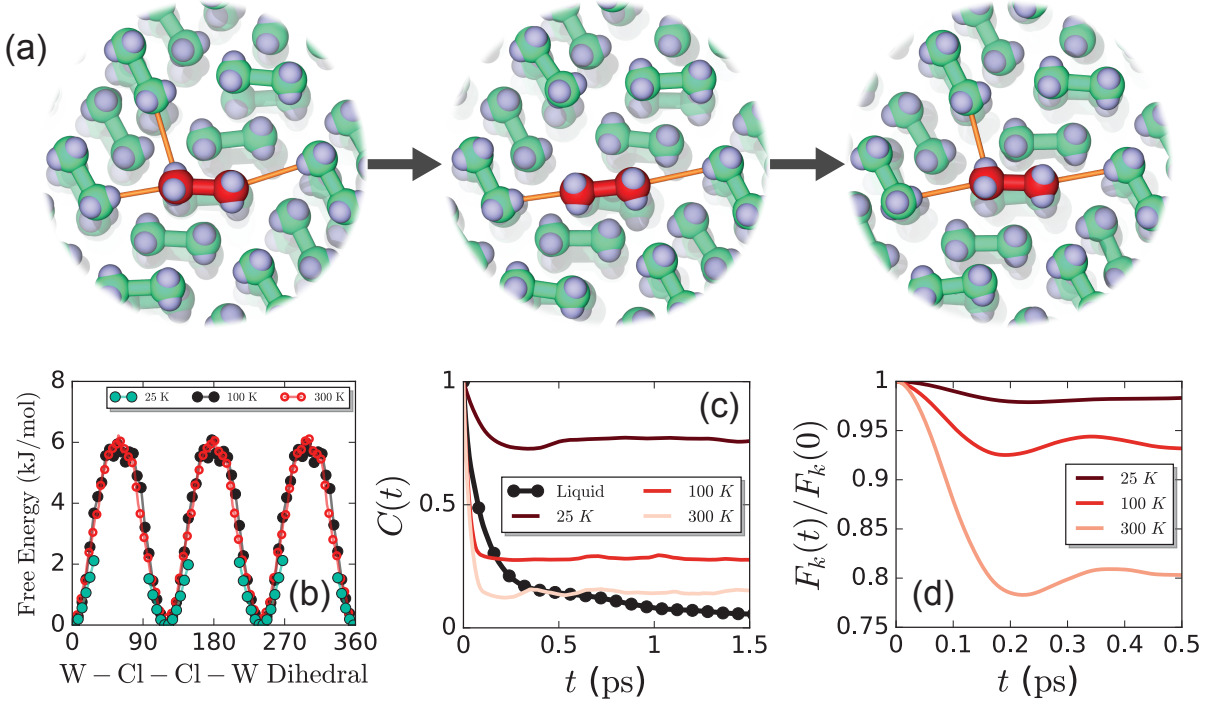 (a)
8
6
4
2
0
Free Energy (kJ/mol)
25 K
100 K
300 K
(b)
0
90
180
270
360
W − Cl − Cl − W Dihedral
1
0.5
0
C(t)
(c)
Liquid
100 K
25 K
300 K
0
0.5
1
1.5
t (ps)
1
0.95
0.9
0.85
0.8
0.75
F_k(t)/F_k(0)
25 K
100 K
300 K
(d)
0
0.1
0.2
0.3
0.4
0.5
t (ps)